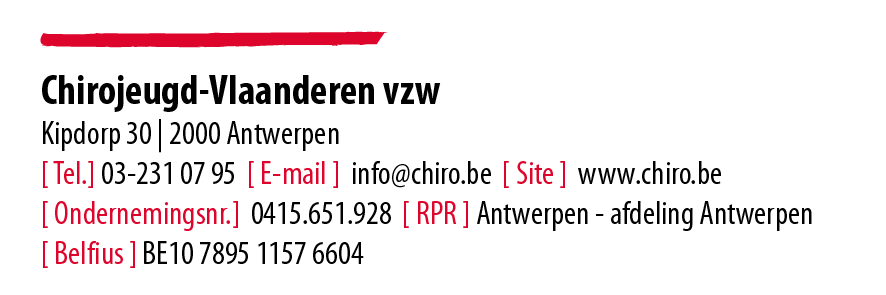 Chirojeugd-Vlaanderen vzw
Kipdorp 30 | 2000 Antwerpen
[ Tel.] 03-231 07 95 [ E-mail ] info@chiro.be [ Site ] www.chiro.be
[ Ondernemingsnr.] 0415.651.928 [ RPR ] Antwerpen - afdeling Antwerpen
[ Belfius ] BE10 7895 1157 6604